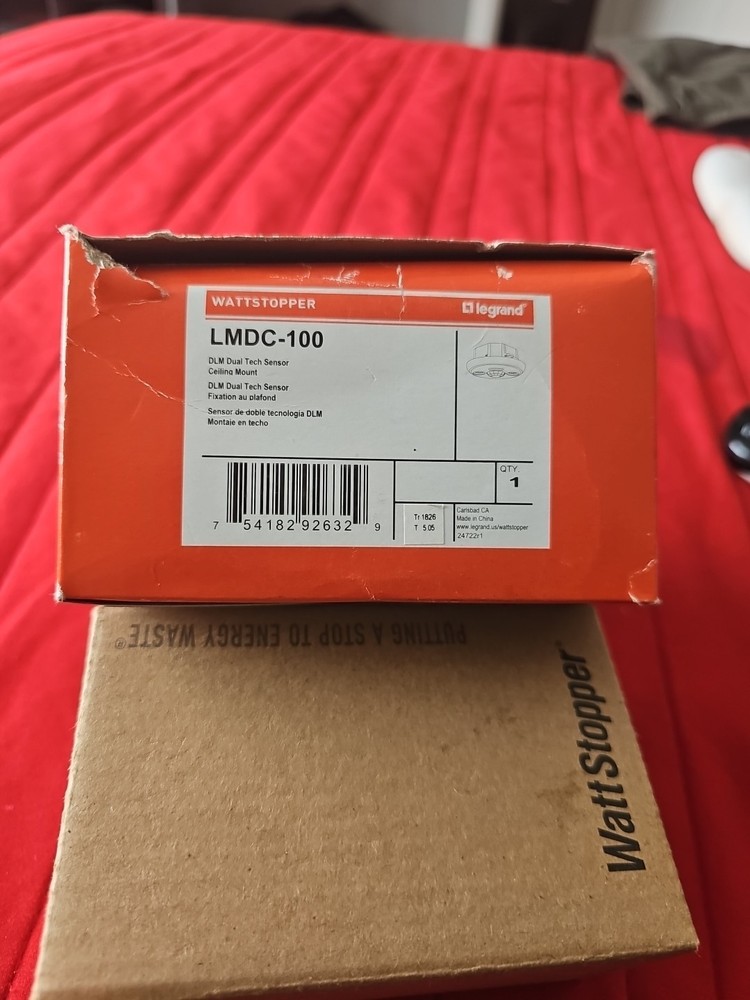 WATTSTOPPER
legrand®
LMDC-100
DLM Dual Tech Sensor
Ceiling Mount
DLM Dual Tech Sensor
Fixation au plafond
Sensor de doble tecnologia DLM
Montaje en techo
QTY.
1
7 54182 92632 9
Tr 1826
T 5.05
Carlsbad CA
Made in China
www.legrand.us/wattstopper
24722r1
PUTTING A STOP TO ENERGY WASTE®
WattStopper